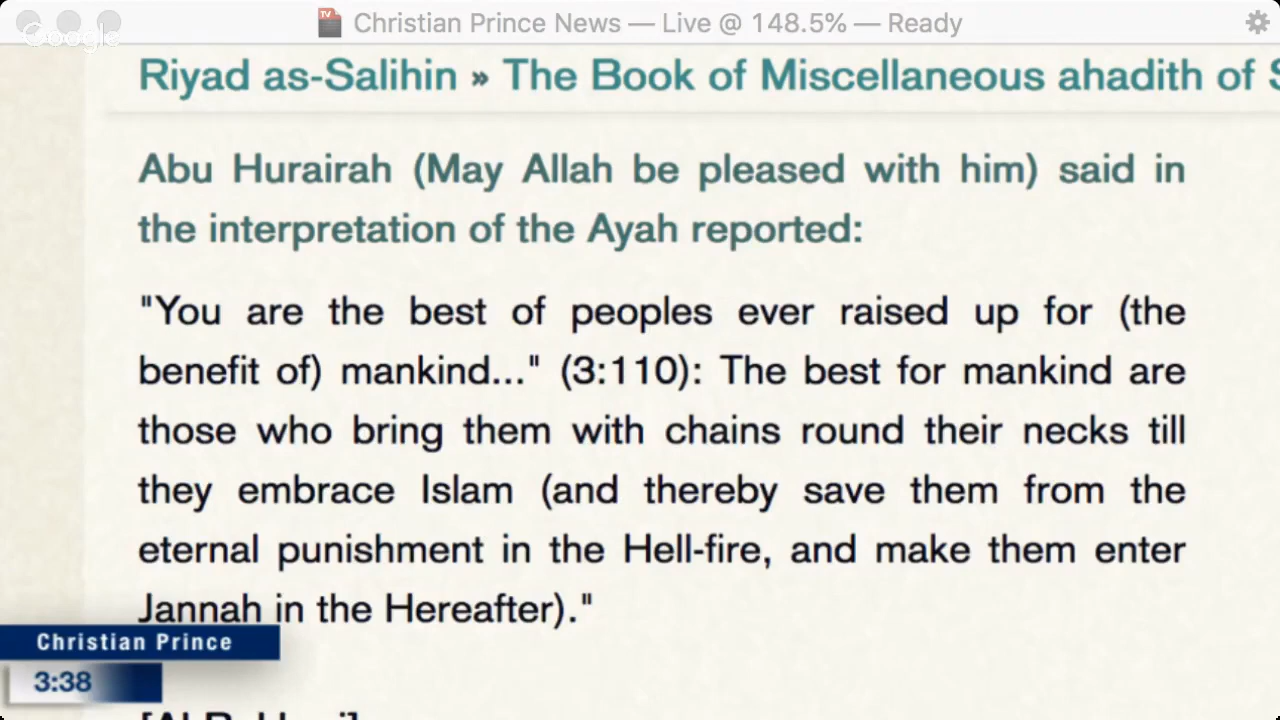 TV
Christian Prince News — Live @ 148.5% — Ready
Google
Riyad as-Salihin » The Book of Miscellaneous ahadith of
Abu Hurairah (May Allah be pleased with him) said in
the interpretation of the Ayah reported:
"You are the best of peoples ever raised up for (the
benefit of) mankind..." (3:110): The best for mankind are
those who bring them with chains round their necks till
they embrace Islam (and thereby save them from the
eternal punishment in the Hell-fire, and make them enter
Jannah in the Hereafter)."
Christian Prince
3:38